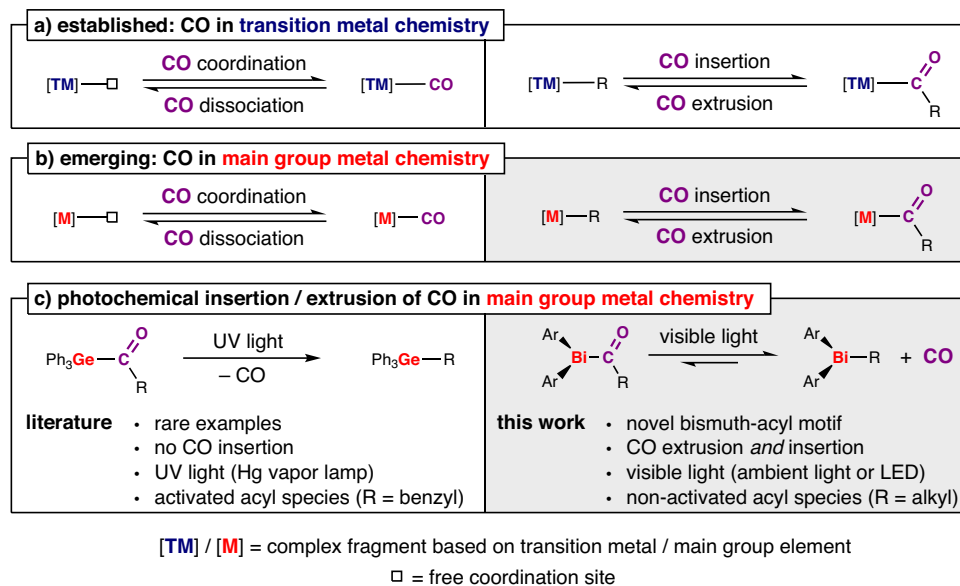 a) established: CO in transition metal chemistry
[TM] CO coordination CO dissociation [TM] CO
[TM] R CO insertion CO extrusion [TM] C O R
b) emerging: CO in main group metal chemistry
[M] CO coordination CO dissociation [M] CO
[M] R CO insertion CO extrusion [M] C O R
c) photochemical insertion / extrusion of CO in main group metal chemistry
Ph3Ge C O R UV light – CO Ph3Ge R
literature
· rare examples
· no CO insertion
· UV light (Hg vapor lamp)
· activated acyl species (R = benzyl)
Ar Ar Bi C O R visible light Ar Ar Bi R + CO
this work
· novel bismuth-acyl motif
· CO extrusion and insertion
· visible light (ambient light or LED)
· non-activated acyl species (R = alkyl)
[TM] / [M] = complex fragment based on transition metal / main group element
□ = free coordination site